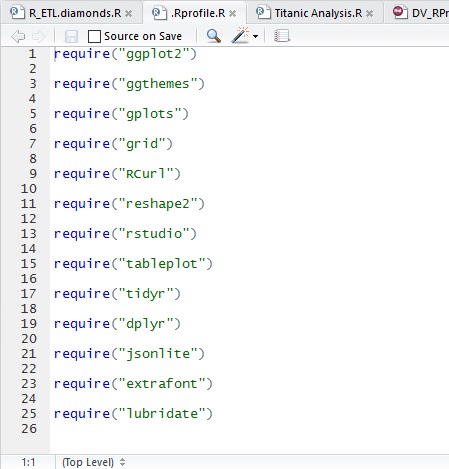 R_ETL.diamonds.R .Rprofile.R Titanic Analysis.R DV_RPr
Source on Save
1 require("ggplot2")
2
3 require("ggthemes")
4
5 require("gplots")
6
7 require("grid")
8
9 require("RCurl")
10
11 require("reshape2")
12
13 require("rstudio")
14
15 require("tableplot")
16
17 require("tidyr")
18
19 require("dplyr")
20
21 require("jsonlite")
22
23 require("extrafont")
24
25 require("lubridate")
26
1:1 (Top Level)